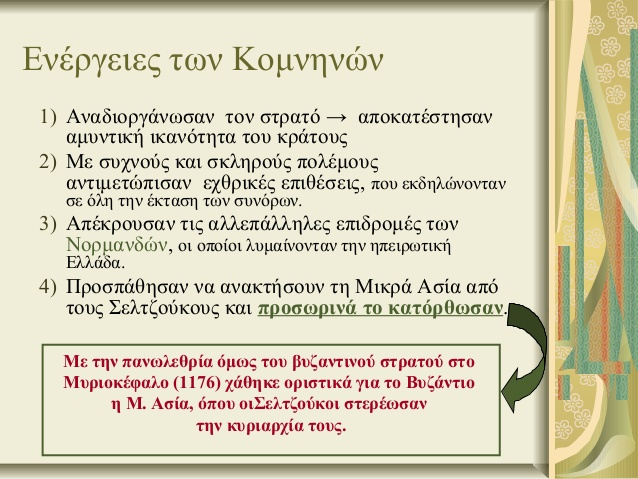 Ενέργειες των Κομνηνών
1) Αναδιοργάνωσαν τον στρατό → αποκατέστησαν
αμυντική ικανότητα του κράτους
2) Με συχνούς και σκληρούς πολέμους
αντιμετώπισαν εχθρικές επιθέσεις, που εκδηλώνονταν
σε όλη την έκταση των συνόρων.
3) Απέκρουσαν τις αλλεπάλληλες επιδρομές των
Νορμανδών, οι οποίοι λυμαίνονταν την ηπειρωτική
Ελλάδα.
4) Προσπάθησαν να ανακτήσουν τη Μικρά Ασία από
τους Σελτζούκους και προσωρινά το κατόρθωσαν.
Με την πανωλεθρία όμως του βυζαντινού στρατού στο
Μυριοκέφαλο (1176) χάθηκε οριστικά για το Βυζάντιο
η Μ. Ασία, όπου οιΣελτζούκοι στερέωσαν
την κυριαρχία τους.